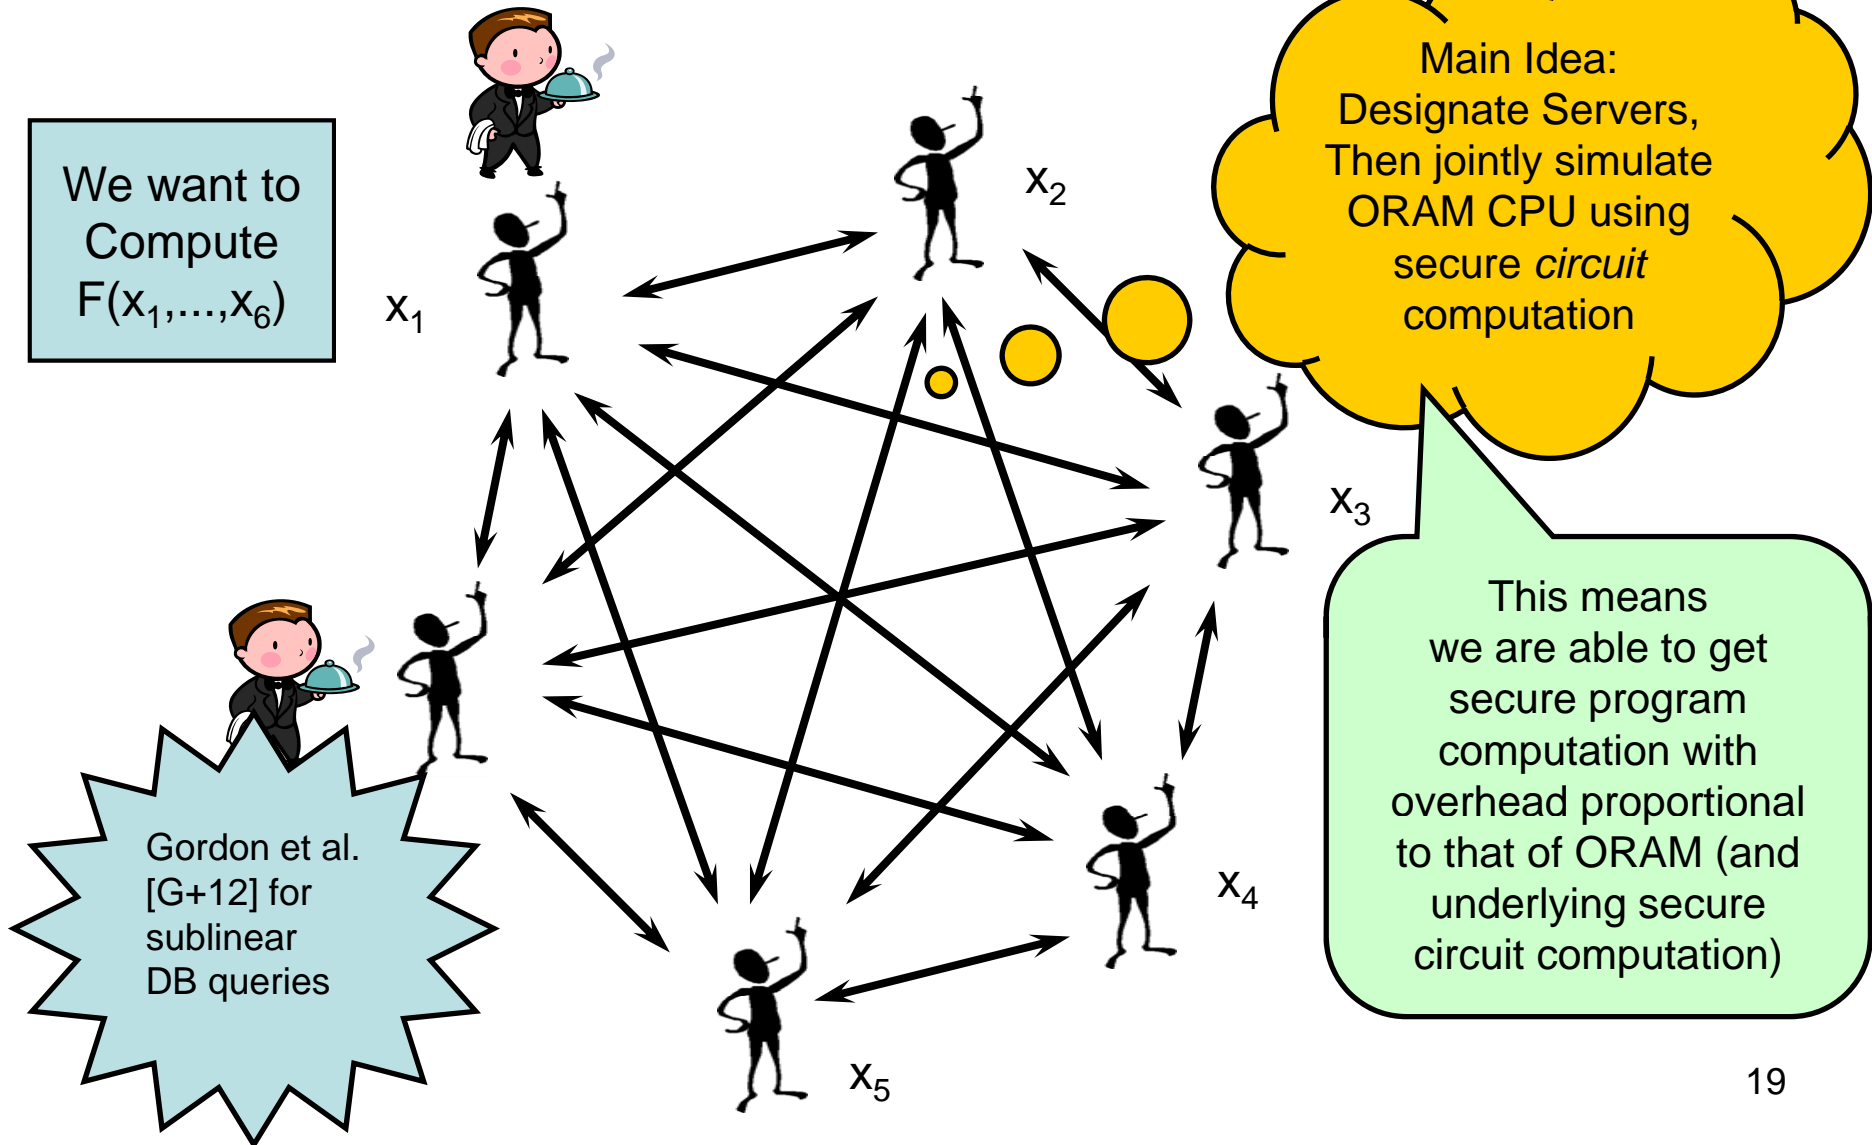 We want to
Compute
F(x₁,...,x₆)
x₁
x₂
Main Idea:
Designate Servers,
Then jointly simulate
ORAM CPU using
secure circuit
computation
x₃
This means
we are able to get
secure program
computation with
overhead proportional
to that of ORAM (and
underlying secure
circuit computation)
Gordon et al.
[G+12] for
sublinear
DB queries
x₄
x₅
19